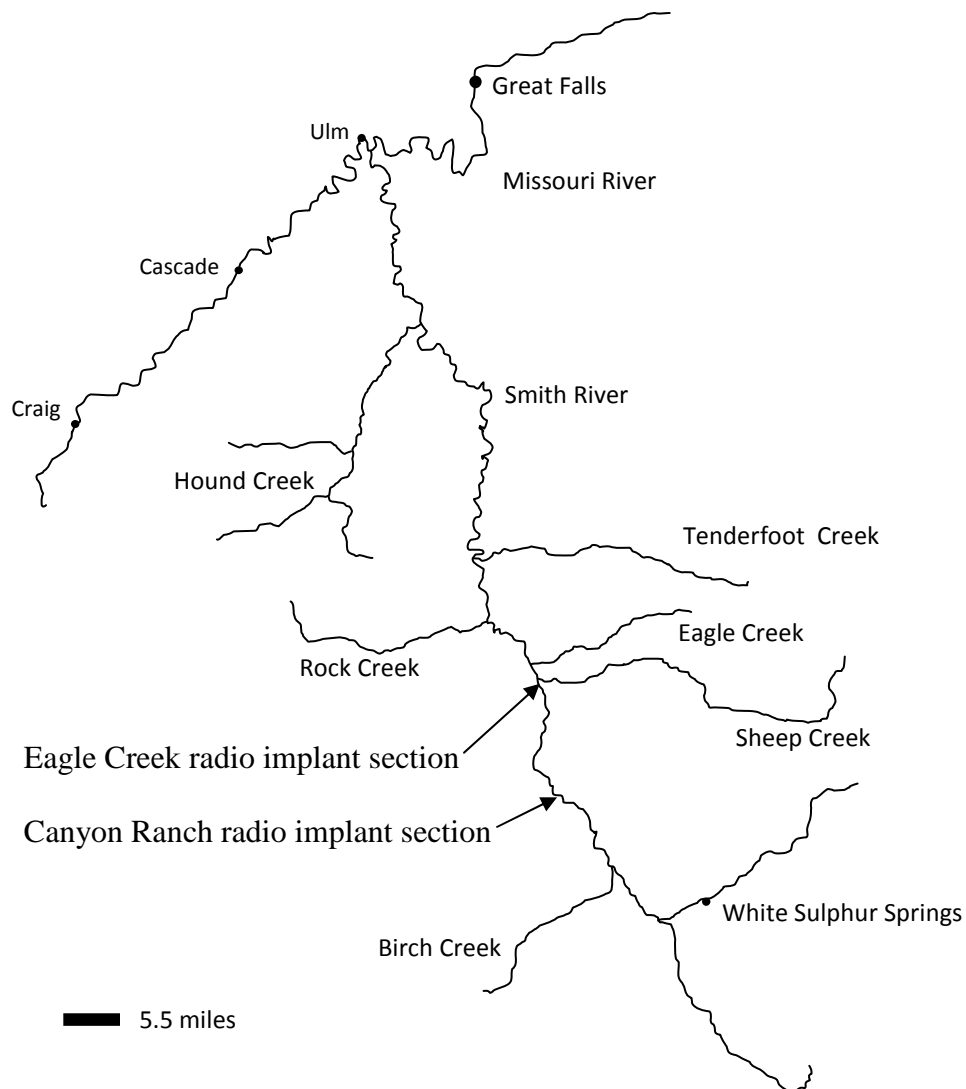 Great Falls
Ulm
Missouri River
Cascade
Smith River
Craig
Hound Creek
Tenderfoot Creek
Eagle Creek
Rock Creek
Sheep Creek
Eagle Creek radio implant section
Canyon Ranch radio implant section
White Sulphur Springs
Birch Creek
5.5 miles